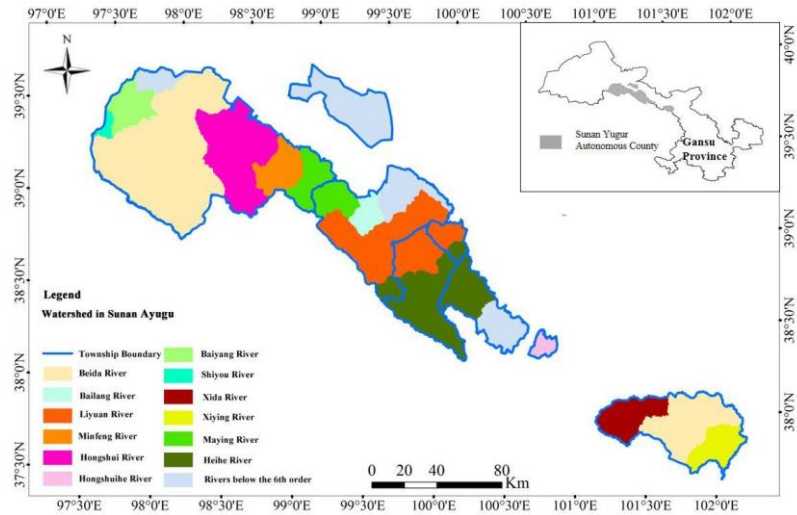 97°0'E 97°30'E 98°0'E 98°30'E 99°0'E 99°30'E 100°0'E 100°30'E 101°0'E 101°30'E 102°0'E
N
40°0'N
39°30'N
39°30'N
39°0'N
39°0'N
38°30'N
38°30'N
38°0'N
38°0'N
37°30'N
Sunan Yugur
Autonomous County
Gansu
Province
Legend
Watershed in Sunan Ayugu
Township Boundary
Beida River
Bailang River
Liyuan River
Minfeng River
Hongshui River
Hongshuihe River
Baiyang River
Shiyou River
Xida River
Xiying River
Maying River
Heihe River
Rivers below the 6th order
0 20 40 80
Km
97°30'E 98°0'E 98°30'E 99°0'E 99°30'E 100°0'E 100°30'E 101°0'E 101°30'E 102°0'E